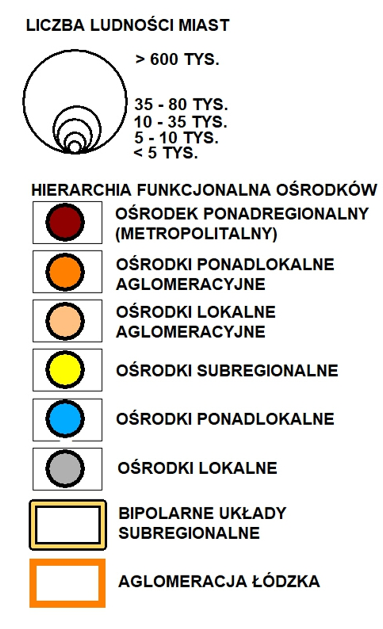 LICZBA LUDNOŚCI MIAST
> 600 TYS.
35 - 80 TYS.
10 - 35 TYS.
5 - 10 TYS.
< 5 TYS.
HIERARCHIA FUNKCJONALNA OŚRODKÓW
OŚRODEK PONADREGIONALNY
(METROPOLITALNY)
OŚRODKI PONADLOKALNE
AGLOMERACYJNE
OŚRODKI LOKALNE
AGLOMERACYJNE
OŚRODKI SUBREGIONALNE
OŚRODKI PONADLOKALNE
OŚRODKI LOKALNE
BIPOLARNE UKŁADY
SUBREGIONALNE
AGLOMERACJA ŁÓDZKA